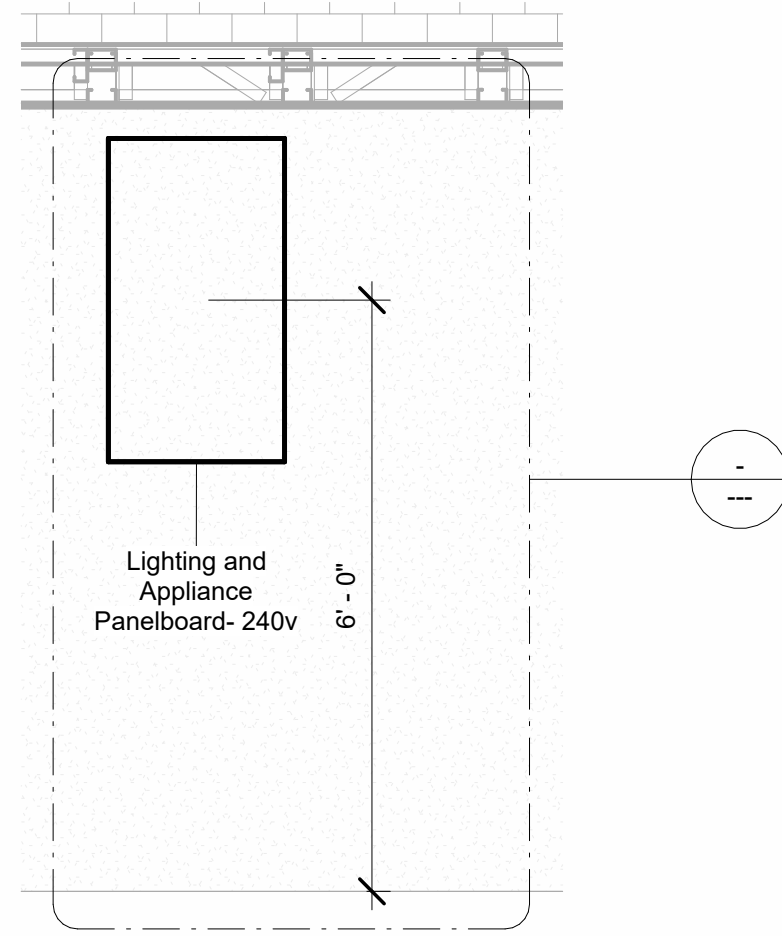 Lighting and
Appliance
Panelboard- 240v
6' - 0"
-
---